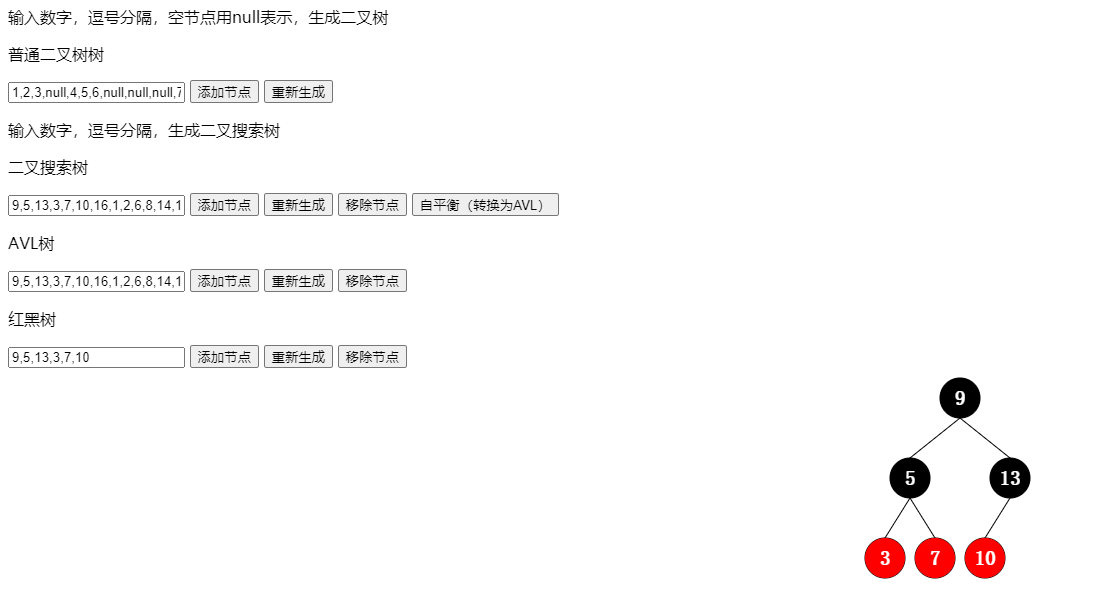 输入数字，逗号分隔，空节点用null表示，生成二叉树
普通二叉树树
1,2,3,null,4,5,6,null,null,null,7 添加节点 重新生成
输入数字，逗号分隔，生成二叉搜索树
二叉搜索树
9,5,13,3,7,10,16,1,2,6,8,14,1 添加节点 重新生成 移除节点 自平衡（转换为AVL）
AVL树
9,5,13,3,7,10,16,1,2,6,8,14,1 添加节点 重新生成 移除节点
红黑树
9,5,13,3,7,10 添加节点 重新生成 移除节点
9
5 13
3 7 10